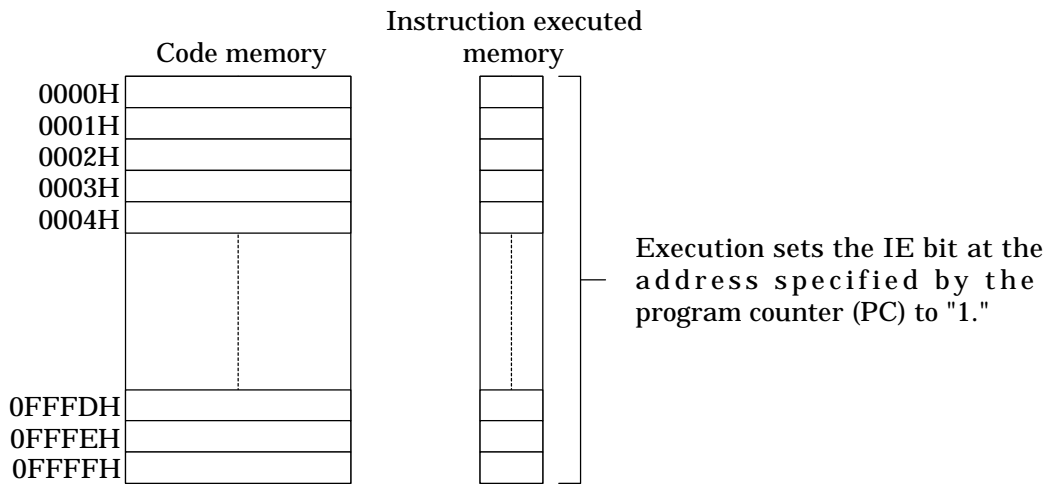 Instruction executed
Code memory memory
0000H
0001H
0002H
0003H
0004H
Execution sets the IE bit at the
address specified by the
program counter (PC) to "1."
0FFFDH
0FFFEH
0FFFFH